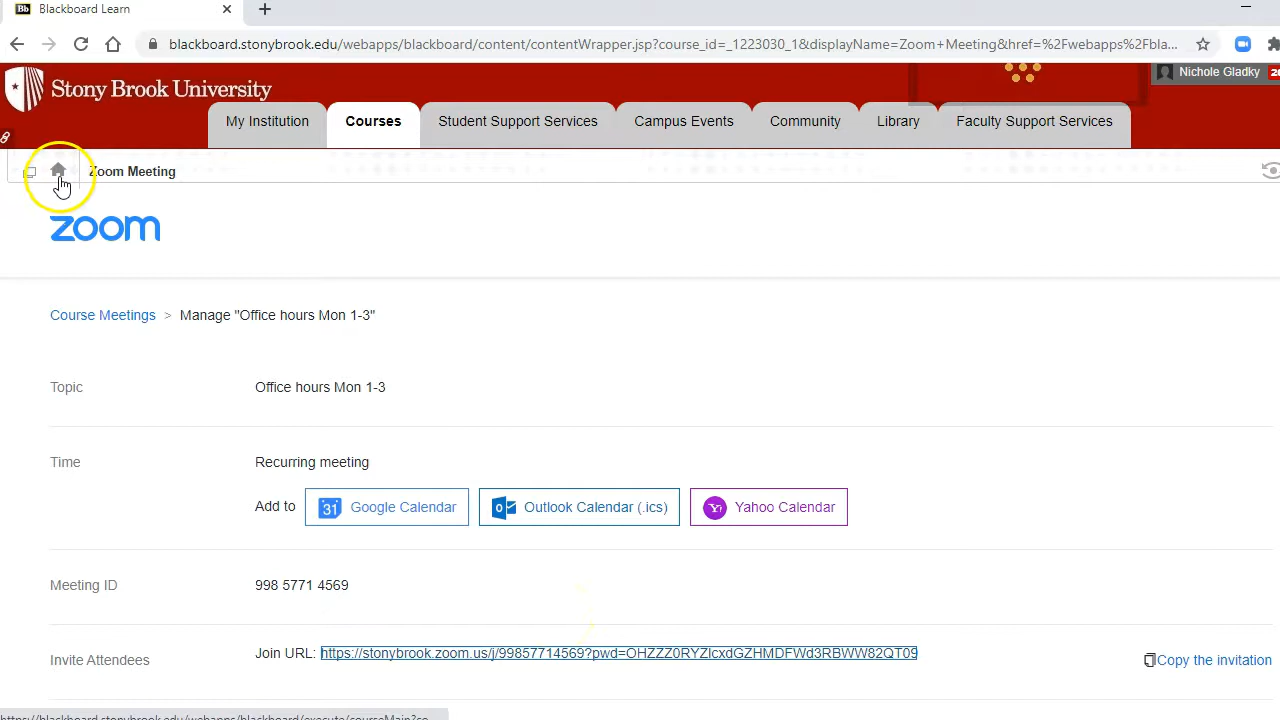 Bb Blackboard Learn
blackboard.stonybrook.edu/webapps/blackboard/content/contentWrapper.jsp?course_id=_1223030_1&displayName=Zoom+Meeting&href=%2Fwebapps%2Fbla...
Stony Brook University
Nichole Gladky
My Institution Courses Student Support Services Campus Events Community Library Faculty Support Services
Zoom Meeting
zoom
Course Meetings > Manage "Office hours Mon 1-3"
Topic Office hours Mon 1-3
Time Recurring meeting
Add to 31 Google Calendar Outlook Calendar (.ics) Yahoo Calendar
Meeting ID 998 5771 4569
Join URL: https://stonybrook.zoom.us/j/99857714569?pwd=OHZZZ0RYZlcxdGZHMDFWd3RBWW82QT09
Invite Attendees Copy the invitation